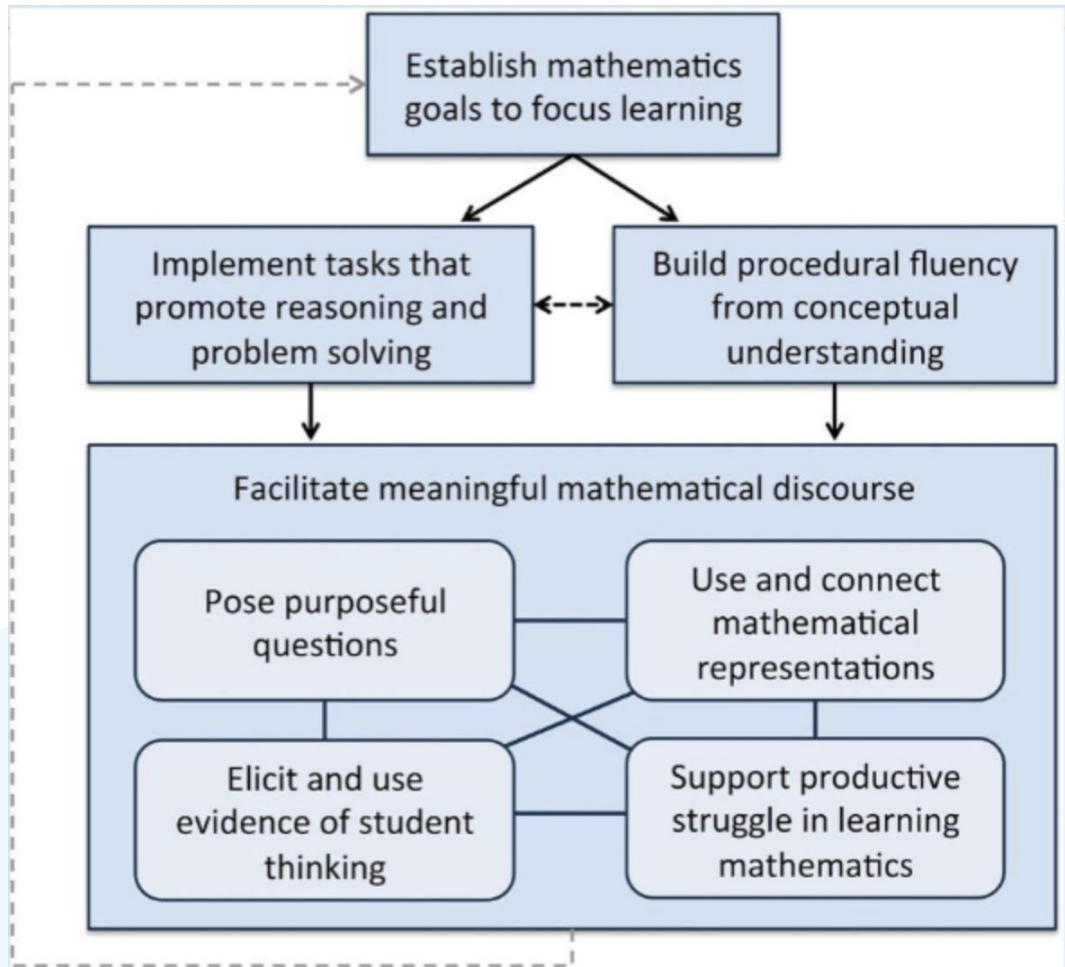 Establish mathematics
goals to focus learning
Implement tasks that
promote reasoning and
problem solving
Build procedural fluency
from conceptual
understanding
Facilitate meaningful mathematical discourse
Pose purposeful
questions
Use and connect
mathematical
representations
Elicit and use
evidence of student
thinking
Support productive
struggle in learning
mathematics